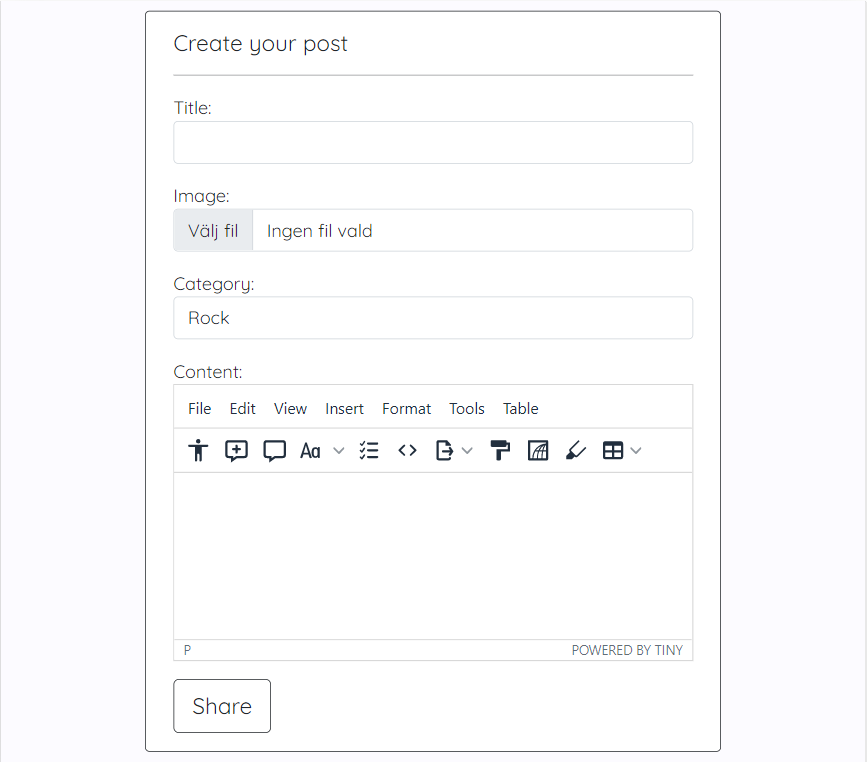 Create your post
Title:
Image:
Välj fil Ingen fil vald
Category:
Rock
Content:
File Edit View Insert Format Tools Table
Aa
P POWERED BY TINY
Share